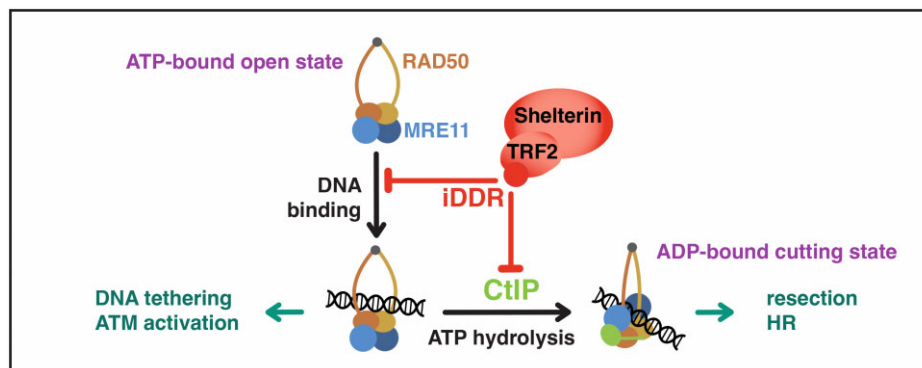 ATP-bound open state
RAD50
MRE11
Shelterin
TRF2
DNA
binding
iDDR
ADP-bound cutting state
CtIP
DNA tethering
ATM activation
ATP hydrolysis
resection
HR